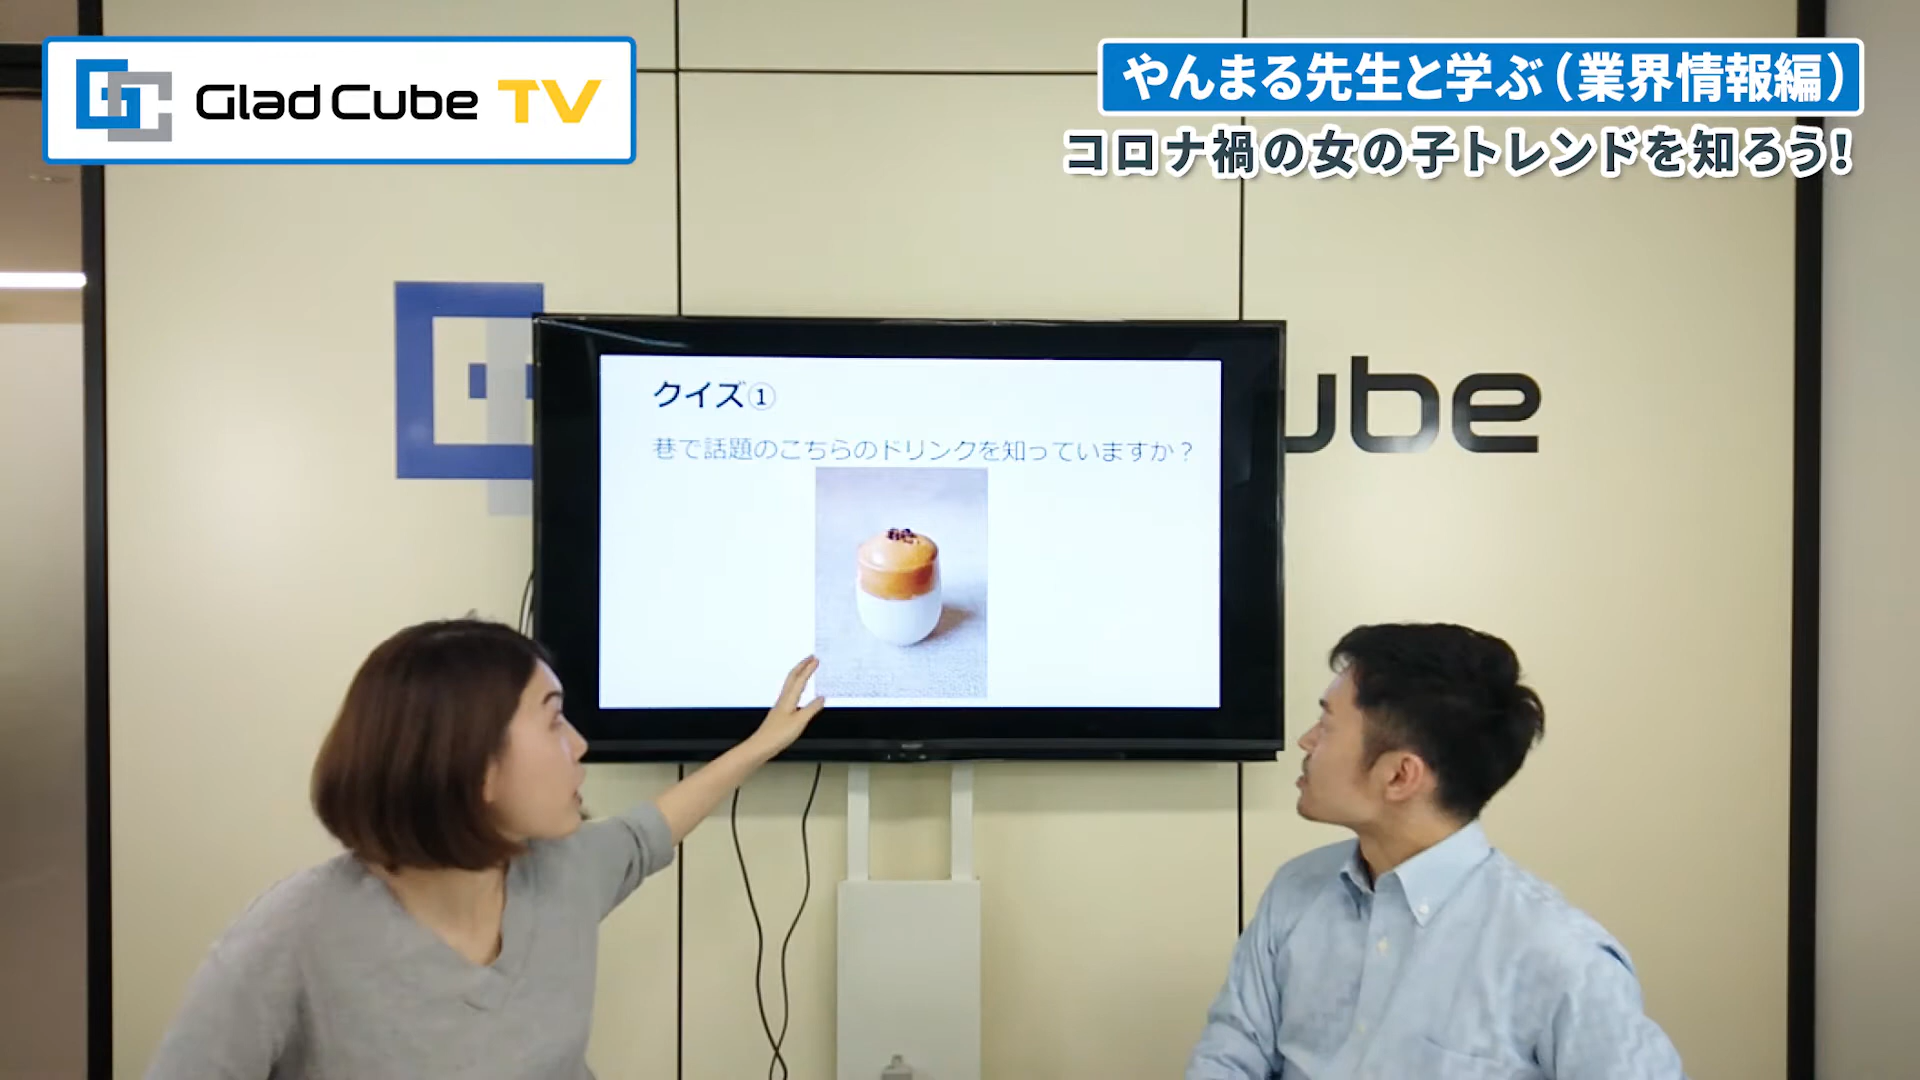 Glad Cube TV
やんまる先生と学ぶ（業界情報編）
コロナ禍の女の子トレンドを知ろう！
ube
クイズ①
巷で話題のこちらのドリンクを知っていますか？